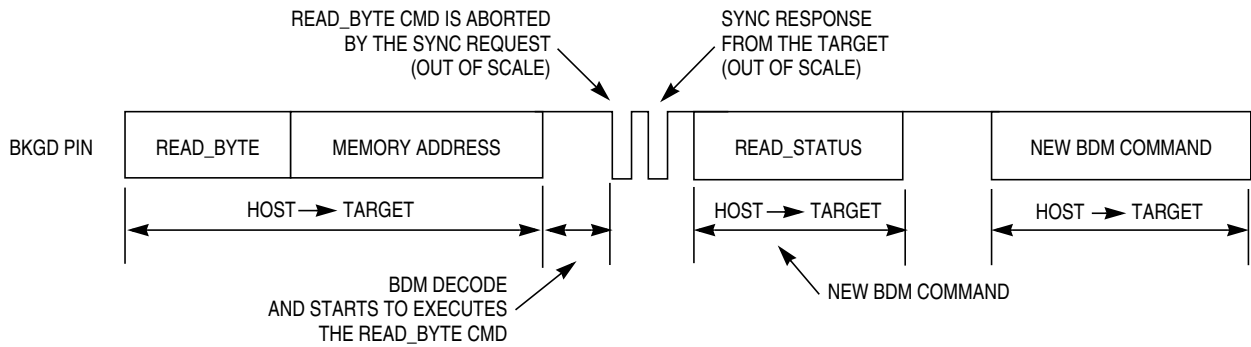 READ_BYTE CMD IS ABORTED
BY THE SYNC REQUEST
(OUT OF SCALE)
SYNC RESPONSE
FROM THE TARGET
(OUT OF SCALE)
BKGD PIN
READ_BYTE
MEMORY ADDRESS
READ_STATUS
NEW BDM COMMAND
HOST TARGET
HOST TARGET
HOST TARGET
BDM DECODE
AND STARTS TO EXECUTES
THE READ_BYTE CMD
NEW BDM COMMAND